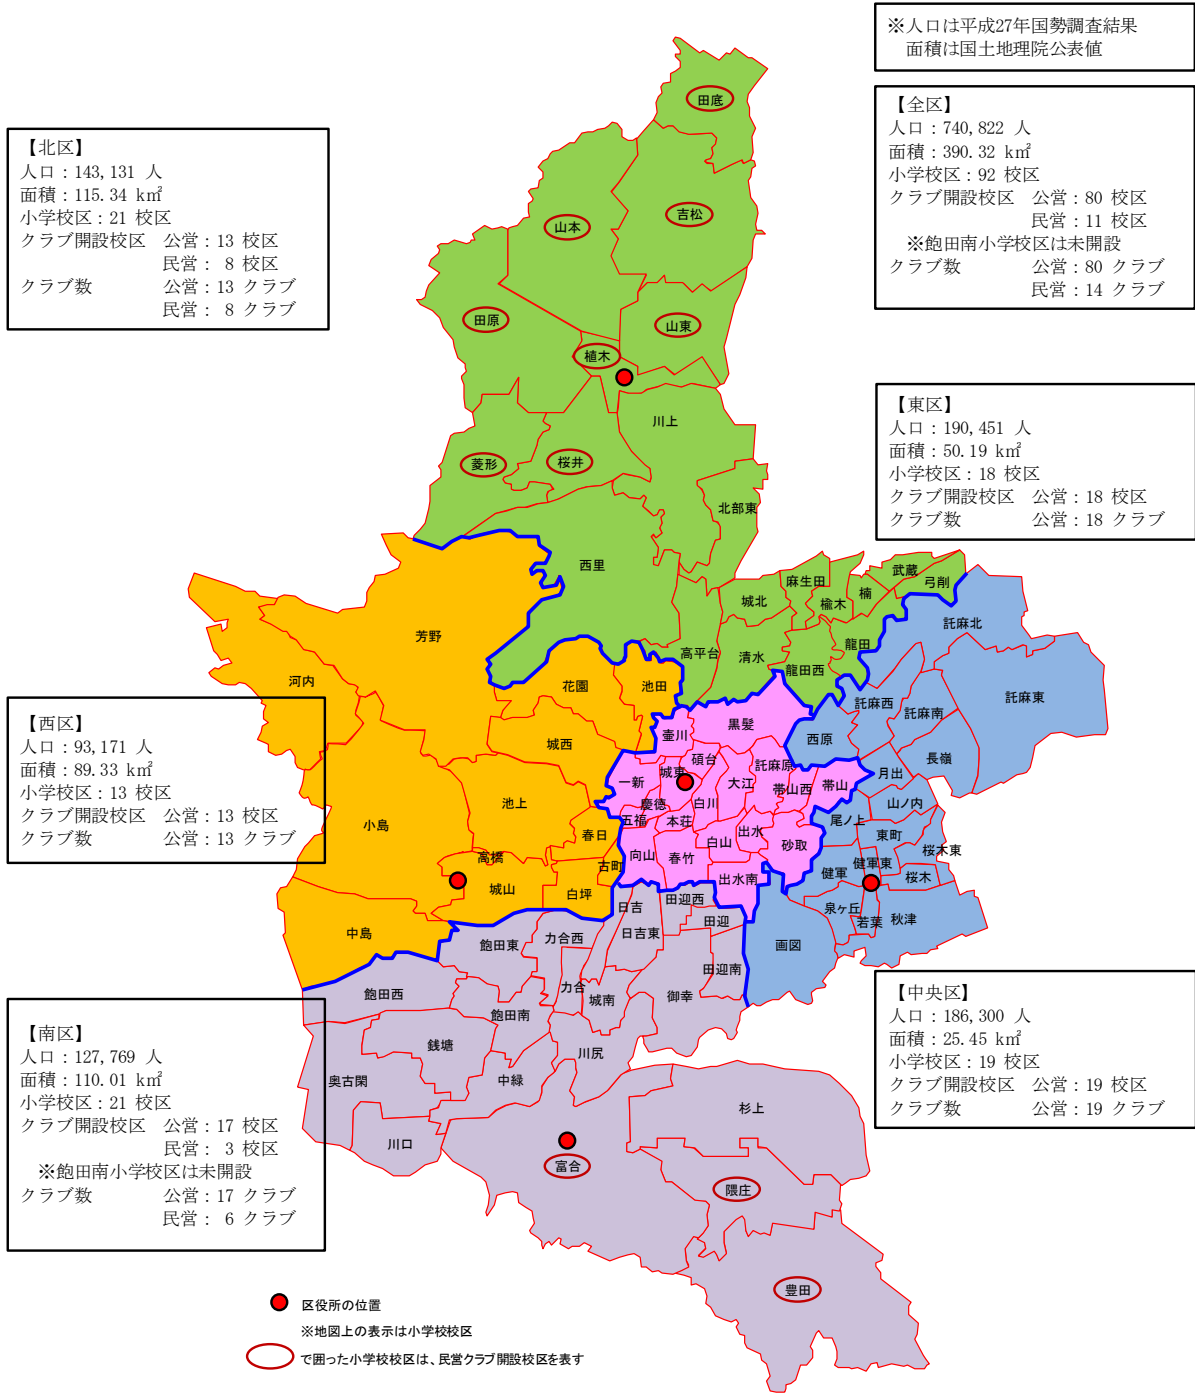 ※人口は平成27年国勢調査結果
面積は国土地理院公表値
【全区】
人口：740,822 人
面積：390.32 km²
小学校区：92 校区
クラブ開設校区 公営：80 校区
民営：11 校区
※飽田南小学校区は未開設
クラブ数 公営：80 クラブ
民営：14 クラブ
【北区】
人口：143,131 人
面積：115.34 km²
小学校区：21 校区
クラブ開設校区 公営：13 校区
民営： 8 校区
クラブ数 公営：13 クラブ
民営： 8 クラブ
【東区】
人口：190,451 人
面積：50.19 km²
小学校区：18 校区
クラブ開設校区 公営：18 校区
クラブ数 公営：18 クラブ
【西区】
人口：93,171 人
面積：89.33 km²
小学校区：13 校区
クラブ開設校区 公営：13 校区
クラブ数 公営：13 クラブ
【南区】
人口：127,769 人
面積：110.01 km²
小学校区：21 校区
クラブ開設校区 公営：17 校区
民営： 3 校区
※飽田南小学校区は未開設
クラブ数 公営：17 クラブ
民営： 6 クラブ
【中央区】
人口：186,300 人
面積：25.45 km²
小学校区：19 校区
クラブ開設校区 公営：19 校区
クラブ数 公営：19 クラブ
田底
吉松
山本
田原
山東
植木
川上
菱形
桜井
北部東
西里
麻生田
武蔵
弓削
楠
城北
楡木
高平台
清水
龍田西
龍田
芳野
河内
花園
池田
城西
池上
小島
春日
高橋
城山
白坪
古町
中島
託麻北
託麻東
託麻西
託麻南
西原
長嶺
月出
山ノ内
尾ノ上
東町
桜木東
健軍
健軍東
桜木
泉ヶ丘
若葉
秋津
画図
黒髪
壷川
碩台
城東
一新
託麻原
大江
帯山西
帯山
慶徳
白川
五福
本荘
出水
白山
砂取
向山
春竹
出水南
日吉
田迎西
田迎
日吉東
力合西
飽田東
田迎南
力合
城南
御幸
飽田西
飽田南
銭塘
川尻
中緑
奥古閑
川口
杉上
富合
隈庄
豊田
区役所の位置
※地図上の表示は小学校校区
で囲った小学校校区は、民営クラブ開設校区を表す